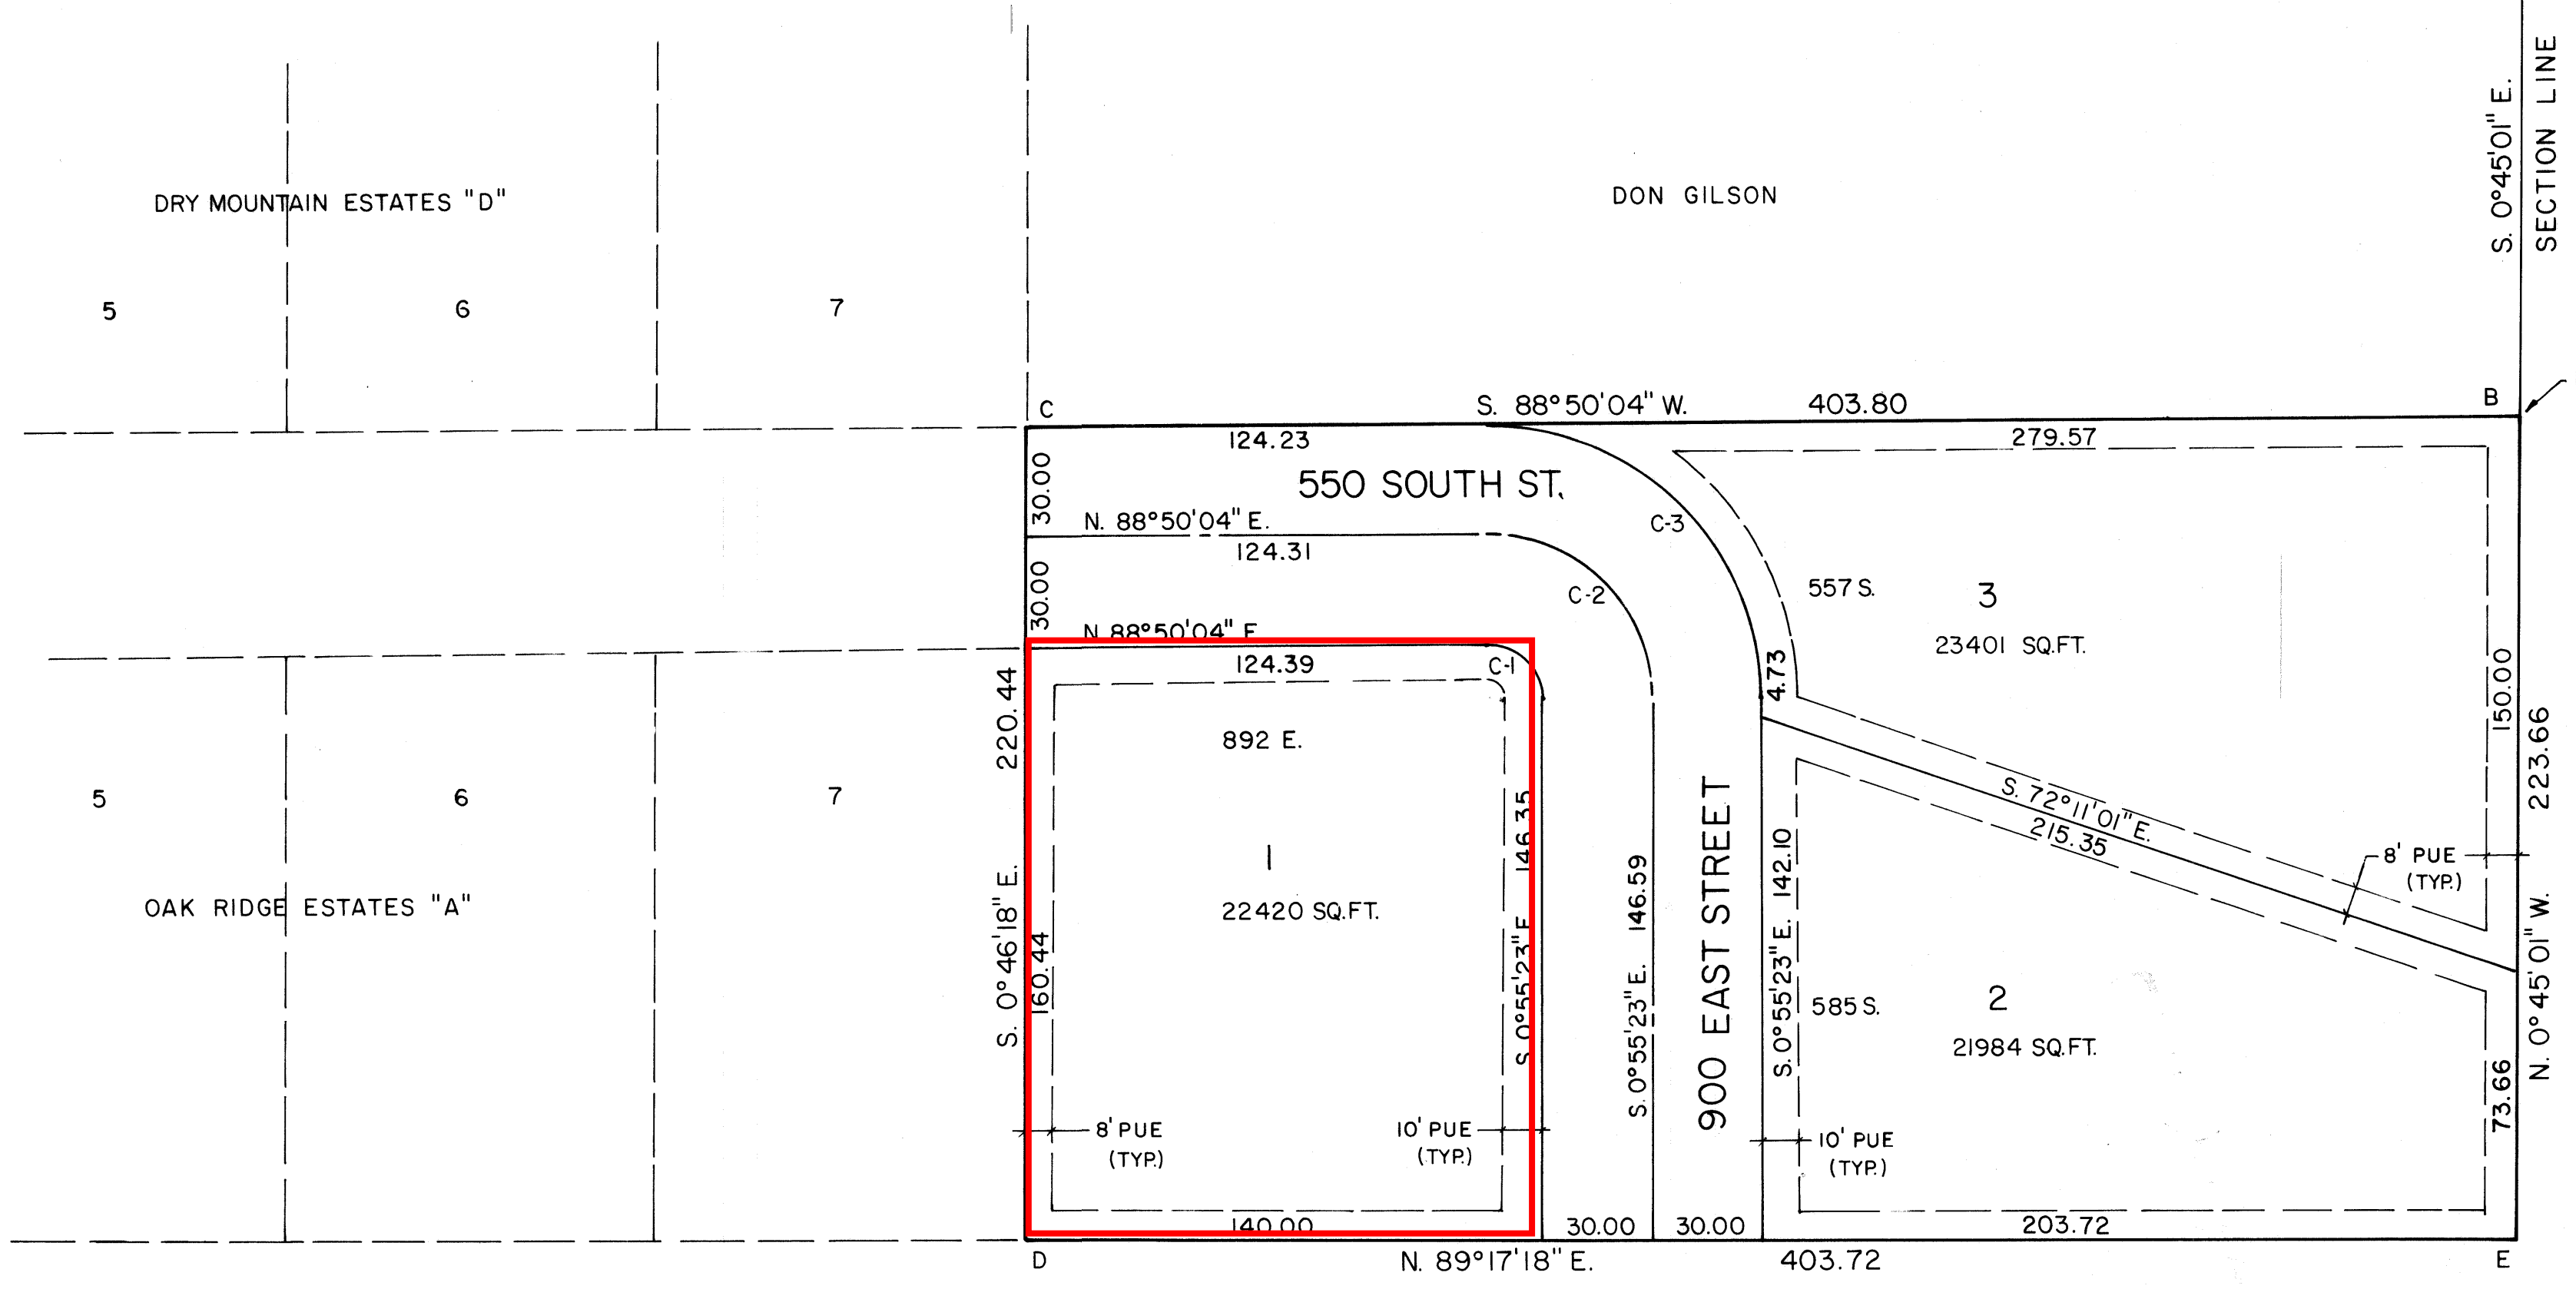 S. 0°45'01" E.
SECTION LINE
DRY MOUNTAIN ESTATES "D"
DON GILSON
5
6
7
C
S. 88°50'04" W.
403.80
B
124.23
279.57
30.00
550 SOUTH ST.
N. 88°50'04" E.
C-3
124.31
30.00
C-2
557 S.
3
23401 SQ.FT.
N 88°50'04" E
124.39
C-1
4.73
150.00
220.44
223.66
892 E.
5
6
7
146.35
S. 72°11'01" E.
215.35
1
8' PUE
(TYP.)
OAK RIDGE ESTATES "A"
22420 SQ.FT.
S. 0°46'18" E.
160.44
S 0°55'23" E
146.59
S. 0°55'23" E.
900 EAST STREET
142.10
S. 0°55'23" E.
585 S.
2
21984 SQ.FT.
N. 0°45'01" W.
73.66
8' PUE
(TYP.)
10' PUE
(TYP.)
10' PUE
(TYP.)
140.00
30.00
30.00
203.72
D
N. 89°17'18" E.
403.72
E